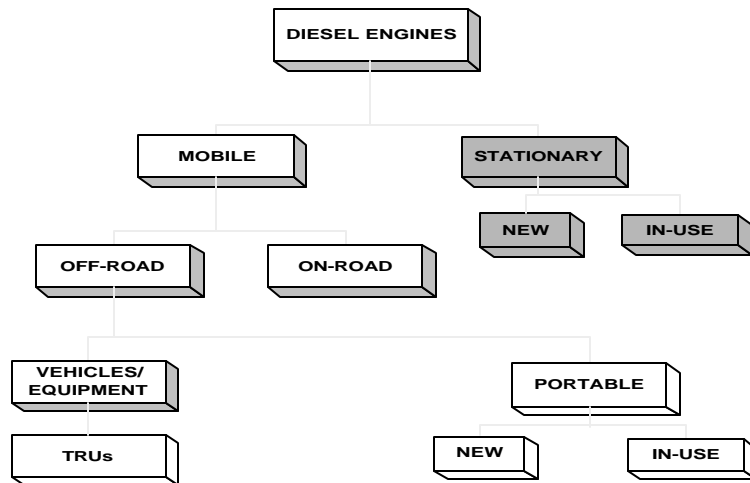 DIESEL ENGINES
MOBILE
STATIONARY
NEW
IN-USE
OFF-ROAD
ON-ROAD
VEHICLES/
EQUIPMENT
PORTABLE
TRUs
NEW
IN-USE